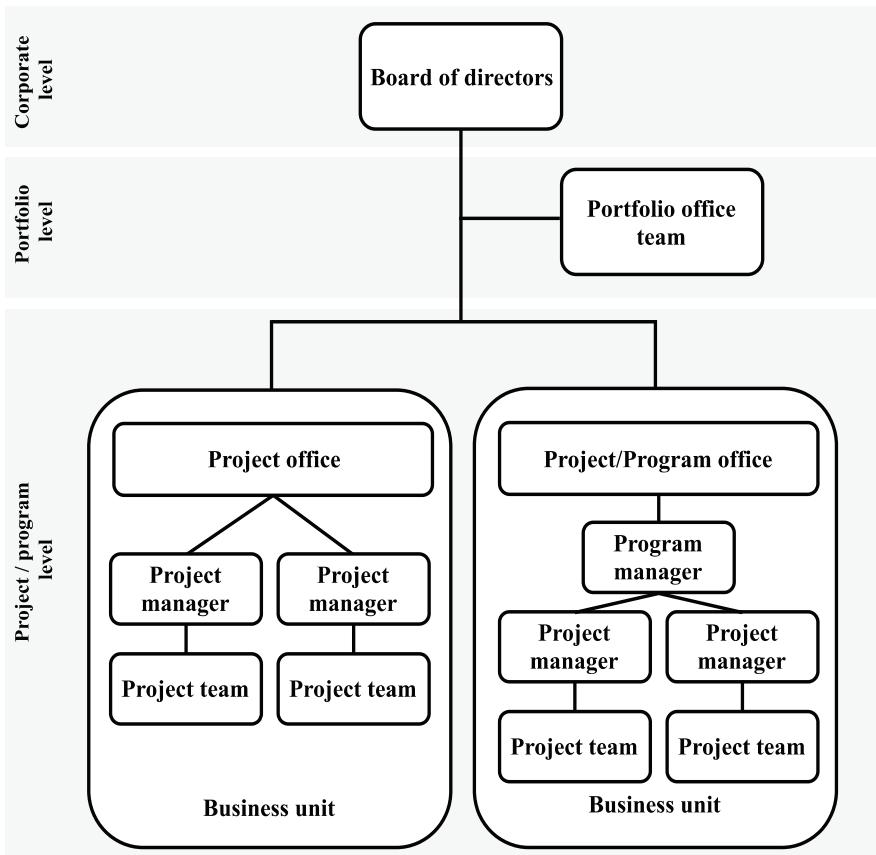 Corporate
level
Board of directors
Portfolio
level
Portfolio office
team
Project / program
level
Project office
Project
manager
Project
manager
Project team
Project team
Business unit
Project/Program office
Program
manager
Project
manager
Project
manager
Project team
Project team
Business unit